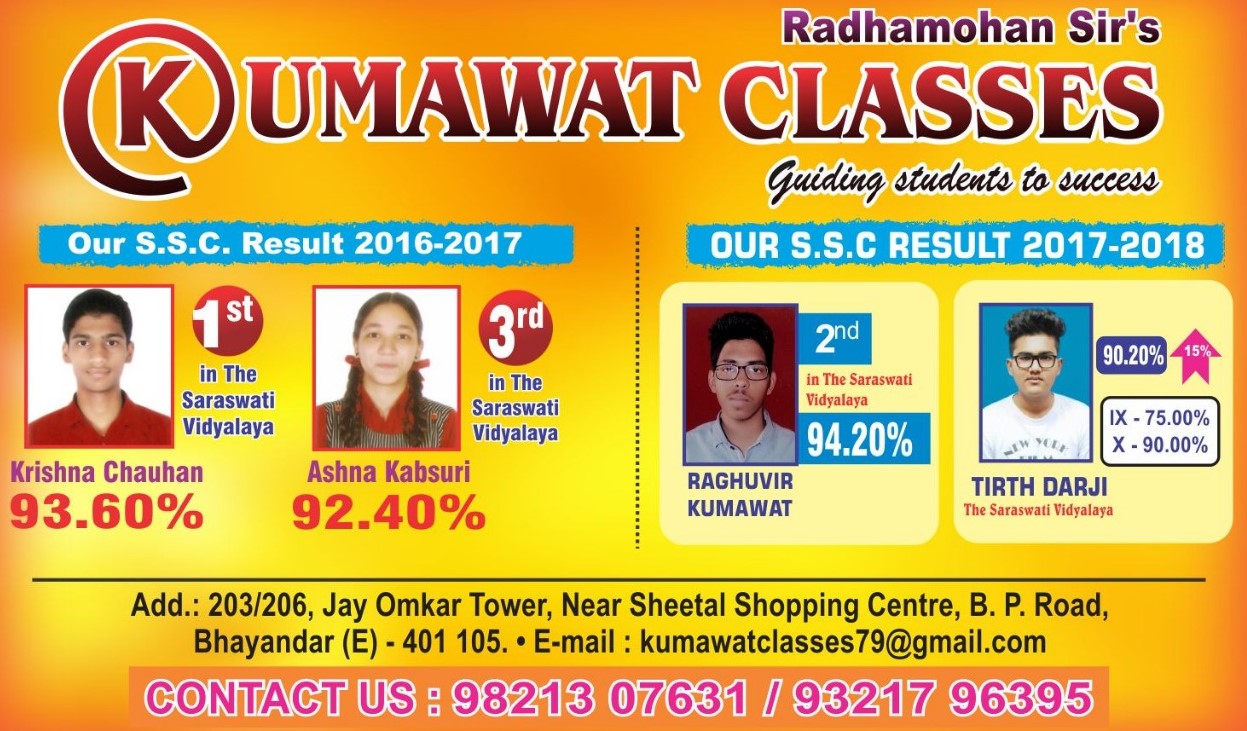 Radhamohan Sir's
KUMAWAT CLASSES
Guiding students to success
Our S.S.C. Result 2016-2017
1st
in The
Saraswati
Vidyalaya
Krishna Chauhan
93.60%
3rd
in The
Saraswati
Vidyalaya
Ashna Kabsuri
92.40%
OUR S.S.C RESULT 2017-2018
2nd
in The Saraswati
Vidyalaya
94.20%
RAGHUVIR
KUMAWAT
90.20%
15%
IX - 75.00%
X - 90.00%
NEW YORK
TIRTH DARJI
The Saraswati Vidyalaya
Add.: 203/206, Jay Omkar Tower, Near Sheetal Shopping Centre, B. P. Road,
Bhayandar (E) - 401 105. • E-mail : kumawatclasses79@gmail.com
CONTACT US : 98213 07631 / 93217 96395